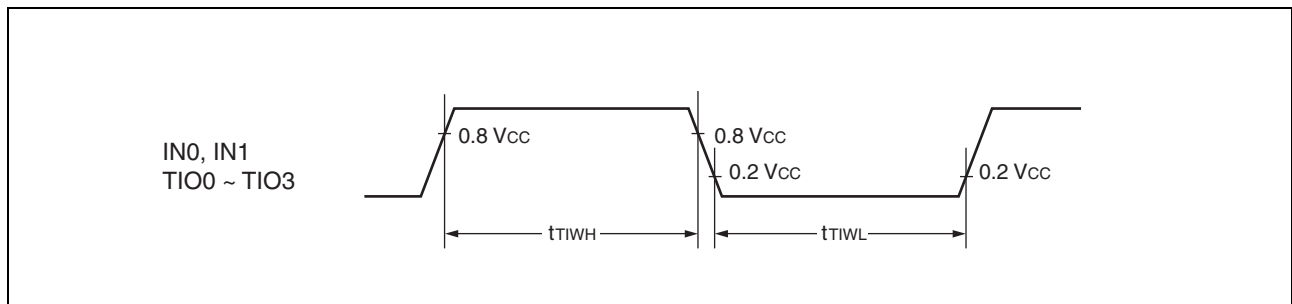 IN0, IN1
TIO0 ~ TIO3
0.8 VCC
0.8 VCC
0.2 VCC
0.2 VCC
tTIWH
tTIWL